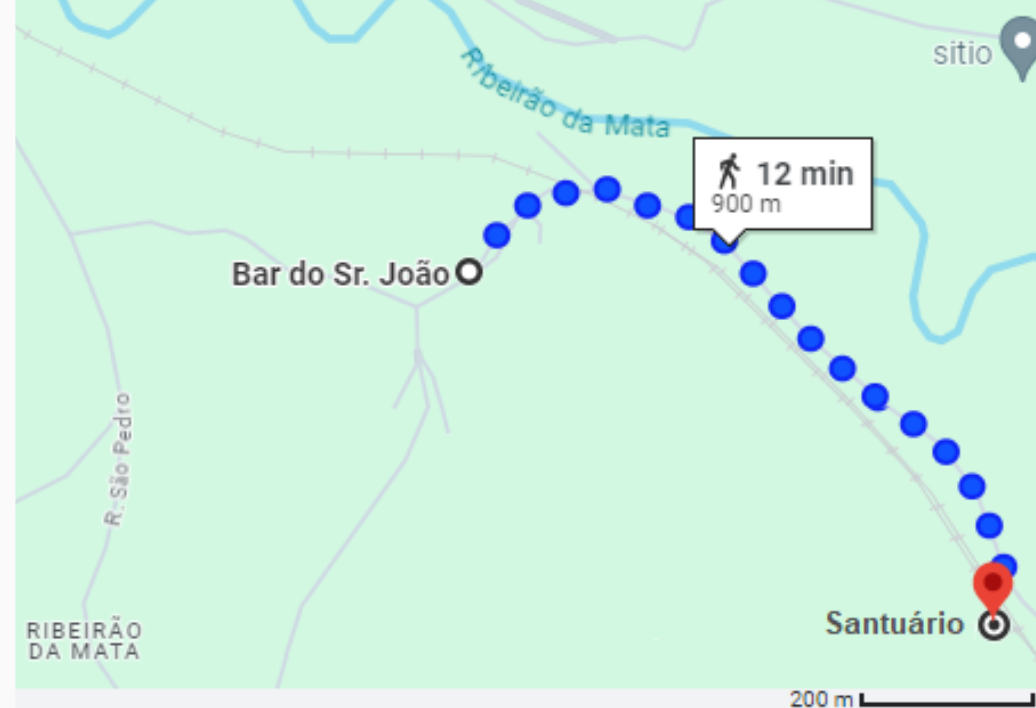 sitio
Ribeirão da Mata
12 min
900 m
Bar do Sr. João
R. São Pedro
Santuário
RIBEIRÃO
DA MATA
200 m